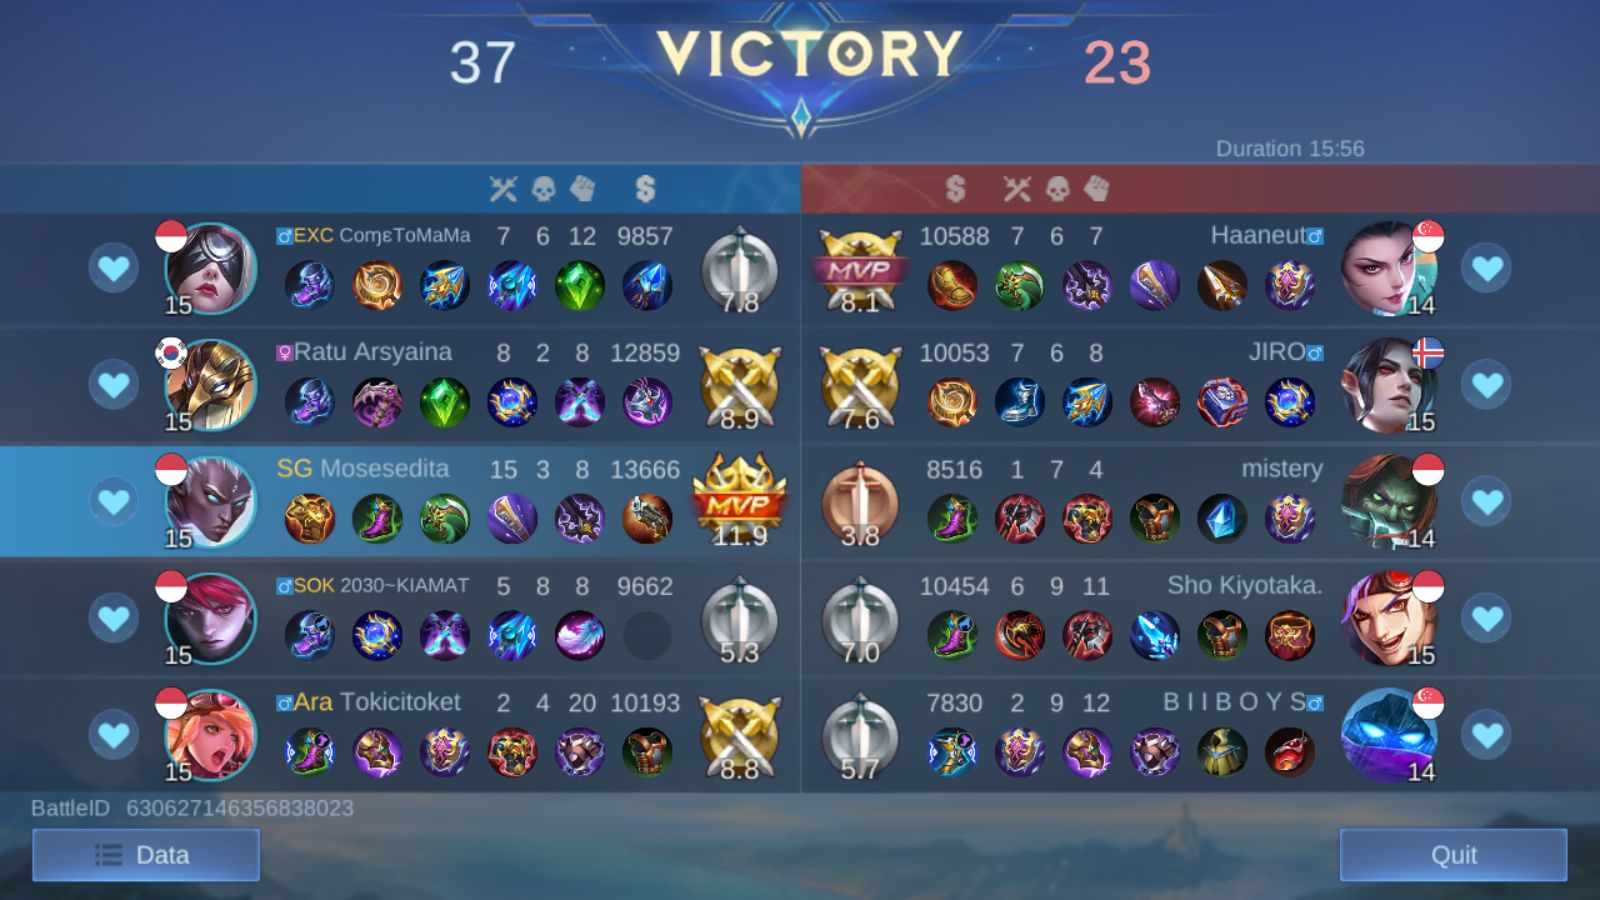 37 VICTORY 23
Duration 15:56
EXC ComεToMaMa 7 6 12 9857
15 7.8
MVP 10588 7 6 7 Haaneut
8.1 14
Ratu Arsyaina 8 2 8 12859
15 8.9
10053 7 6 8 JIRO
7.6 15
SG Mosesedita 15 3 8 13666
15 MVP 11.9
8516 1 7 4 mistery
3.8 14
SOK 2030~KIAMAT 5 8 8 9662
15 5.3
10454 6 9 11 Sho Kiyotaka.
7.0 15
Ara Tokicitoket 2 4 20 10193
15 8.8
7830 2 9 12 B I I B O Y S
5.7 14
BattleID 630627146356838023
Data
Quit